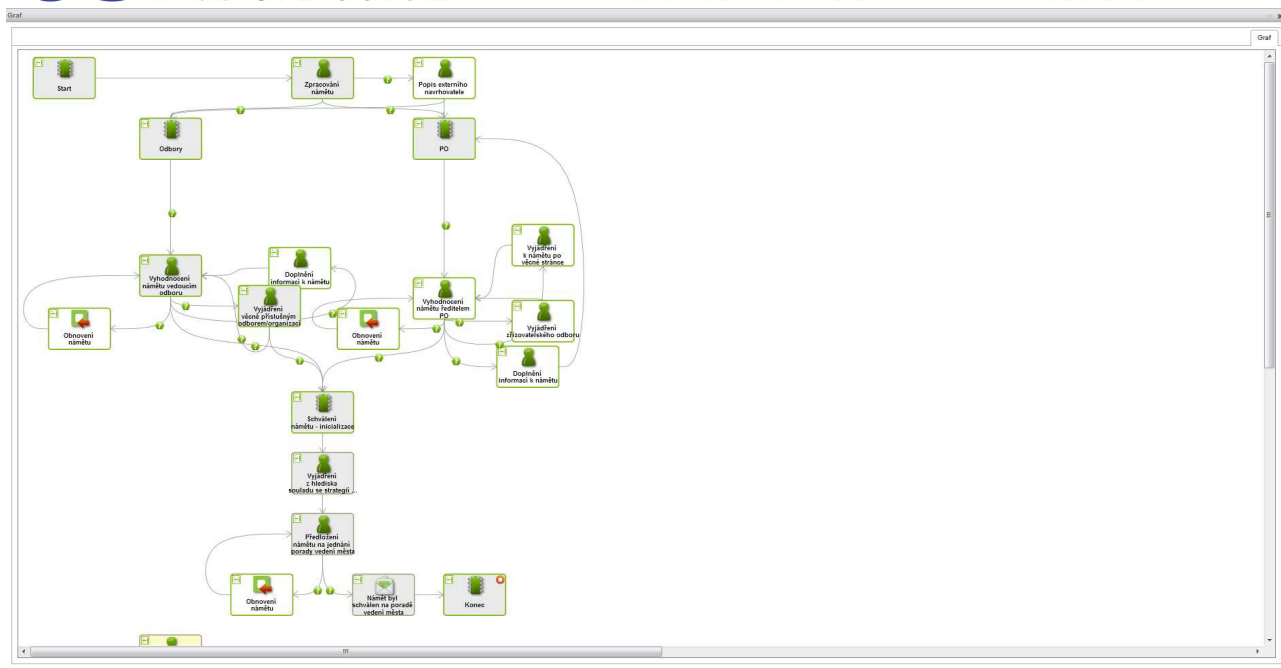 Graf
Graf
Start
Zpracování
námětu
Popis externího
navrhovatele
Odbory
PO
Vyjádření
k námětu po
věcné stránce
Doplnění
informací k námětu
Vyhodnocení
námětu vedoucím
odboru
Vyjádření
věcně příslušným
odborem/organizací
Vyhodnocení
námětu ředitelem
PO
Obnovení
námětu
Obnovení
námětu
Vyjádření
zřizovatelského odboru
Doplnění
informací k námětu
Schválení
námětu - inicializace
Vyjádření
z hlediska
souladu se strategií ...
Předložení
námětu na jednání
porady vedení města
Obnovení
námětu
Námět byl
schválen na poradě
vedení města
Konec